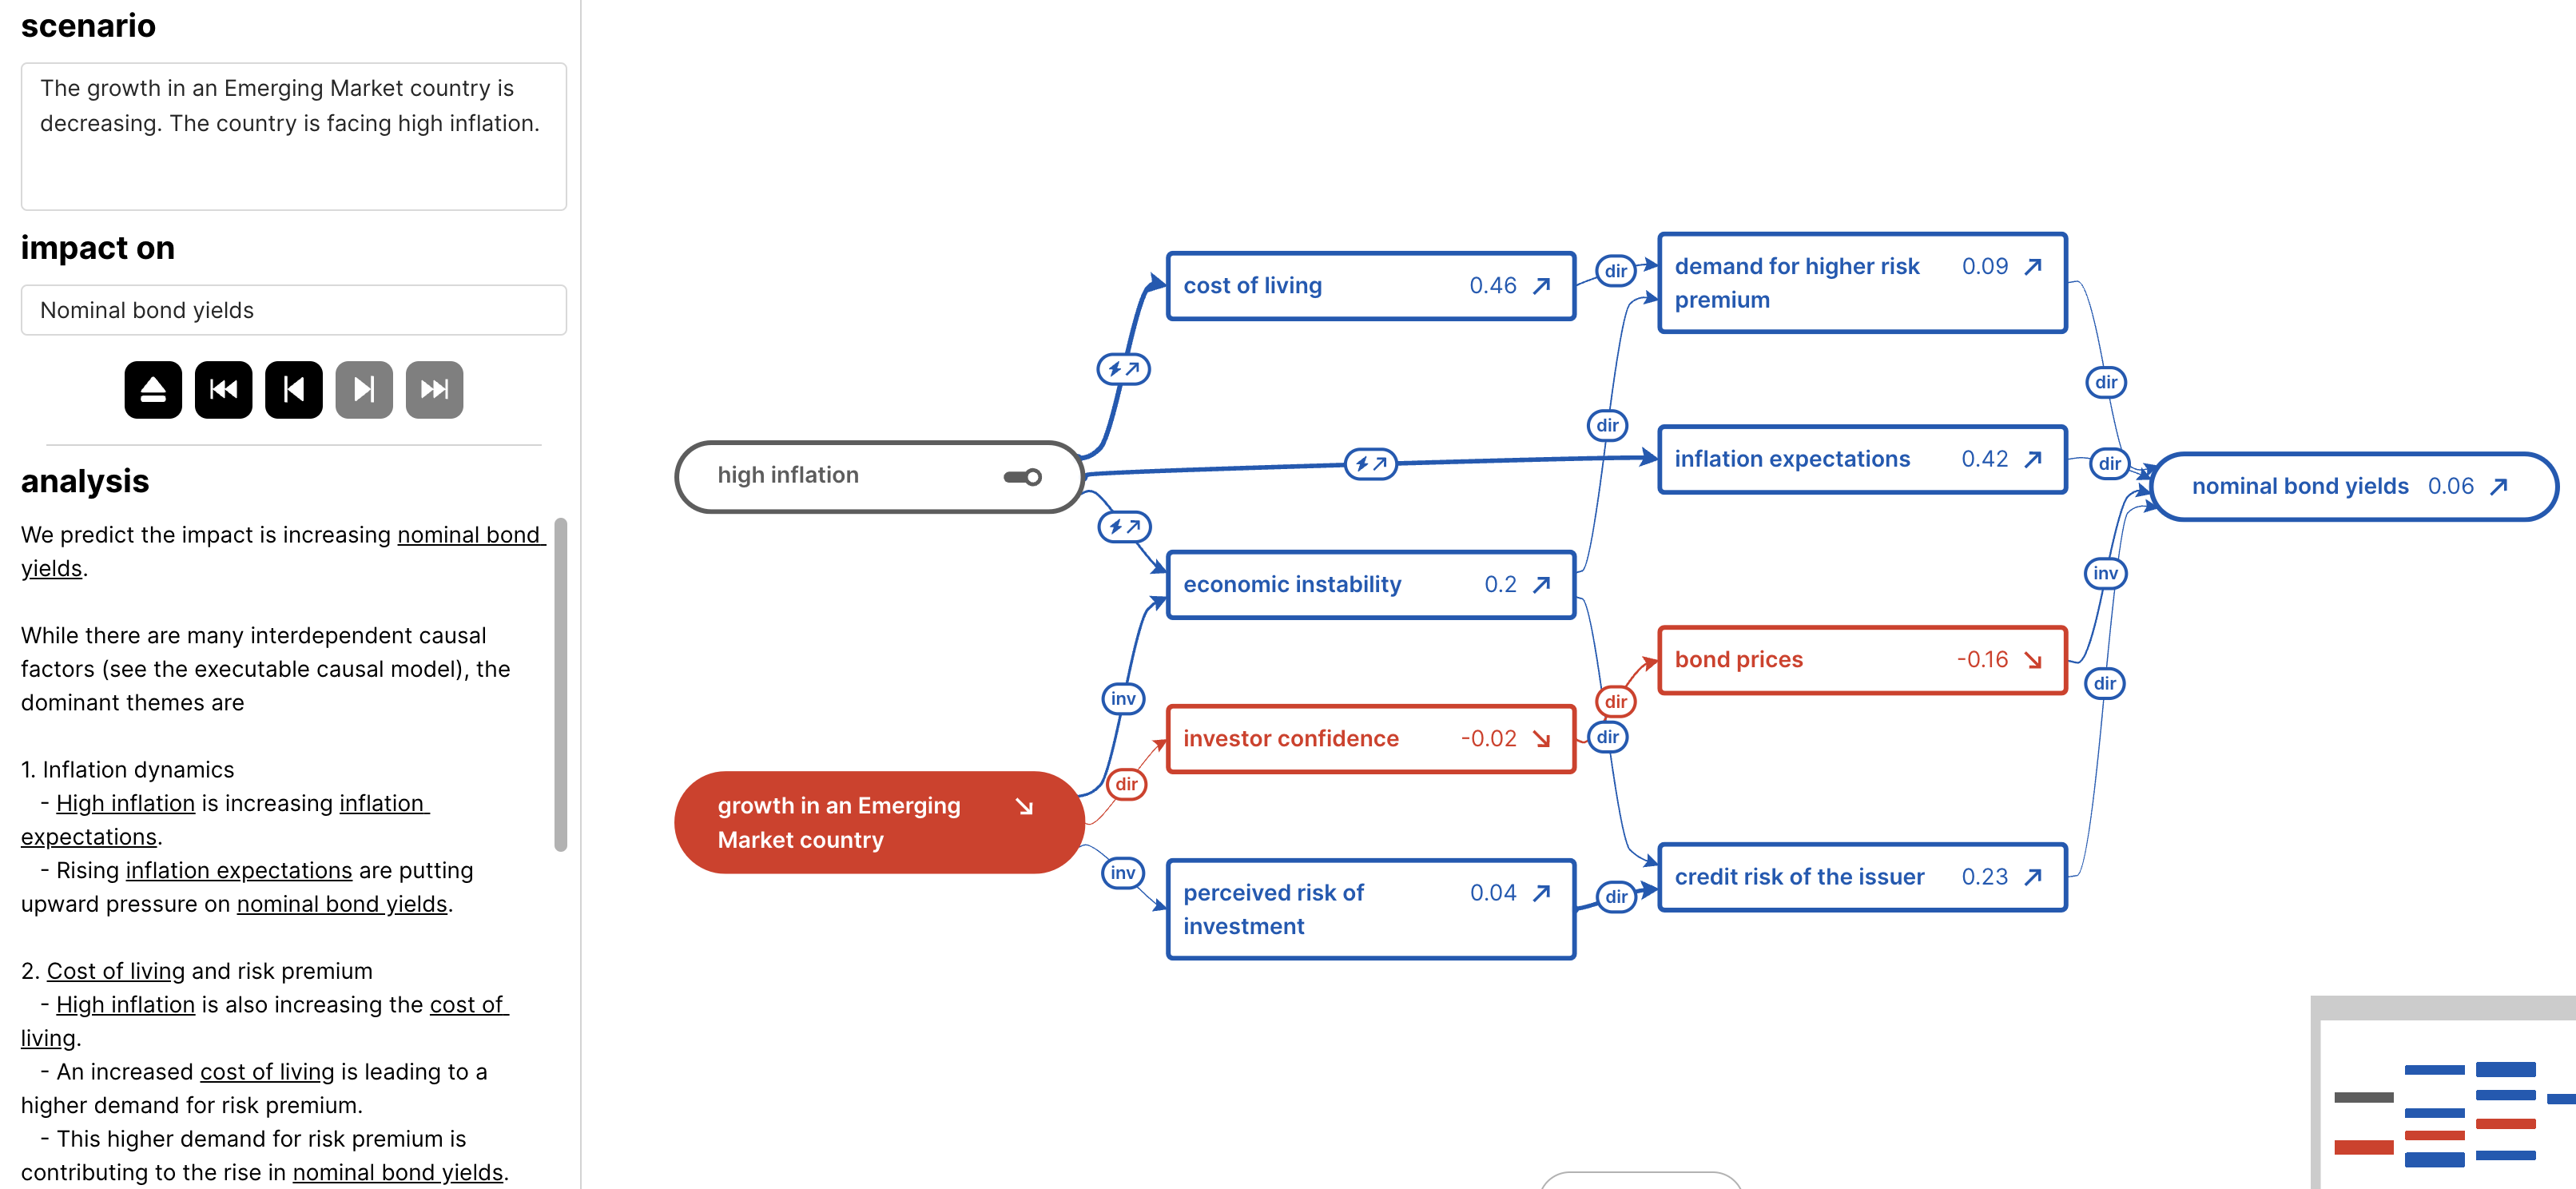 scenario
The growth in an Emerging Market country is
decreasing. The country is facing high inflation.
impact on
Nominal bond yields
analysis
We predict the impact is increasing nominal bond
yields.
While there are many interdependent causal
factors (see the executable causal model), the
dominant themes are
1. Inflation dynamics
- High inflation is increasing inflation
expectations.
- Rising inflation expectations are putting
upward pressure on nominal bond yields.
2. Cost of living and risk premium
- High inflation is also increasing the cost of
living.
- An increased cost of living is leading to a
higher demand for risk premium.
- This higher demand for risk premium is
contributing to the rise in nominal bond yields.
high inflation
growth in an Emerging
Market country
inv
dir
inv
cost of living 0.46
economic instability 0.2
investor confidence -0.02
perceived risk of 0.04
investment
dir
dir
dir
dir
dir
demand for higher risk 0.09
premium
inflation expectations 0.42
bond prices -0.16
credit risk of the issuer 0.23
dir
dir
inv
dir
nominal bond yields 0.06